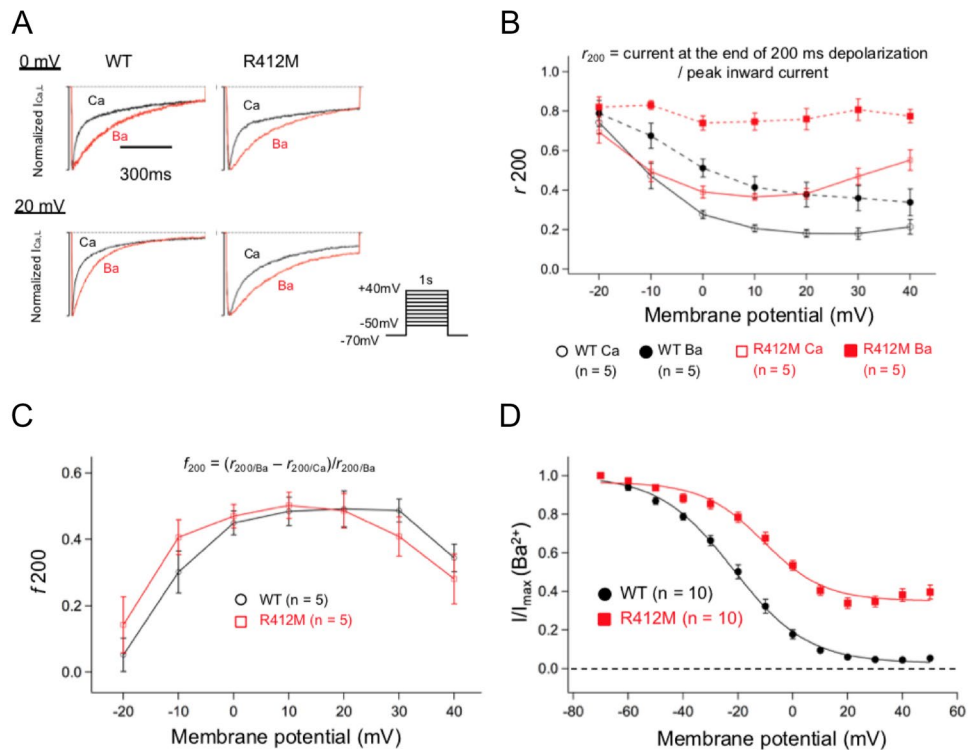 A
0 mV
WT
R412M
Normalized ICa,L
Ca
Ba
300ms
Ca
Ba
20 mV
Normalized ICa,L
Ca
Ba
Ca
Ba
1s
+40mV
-50mV
-70mV
B
r200 = current at the end of 200 ms depolarization
/ peak inward current
r 200
1.0
0.8
0.6
0.4
0.2
0.0
-20 -10 0 10 20 30 40
Membrane potential (mV)
WT Ca
(n = 5)
WT Ba
(n = 5)
R412M Ca
(n = 5)
R412M Ba
(n = 5)
C
f200 = (r200/Ba – r200/Ca)/r200/Ba
f 200
0.6
0.4
0.2
0.0
WT (n = 5)
R412M (n = 5)
-20 -10 0 10 20 30 40
Membrane potential (mV)
D
I/Imax (Ba2+)
1.0
0.8
0.6
0.4
0.2
0.0
WT (n = 10)
R412M (n = 10)
-80 -60 -40 -20 0 20 40 60
Membrane potential (mV)